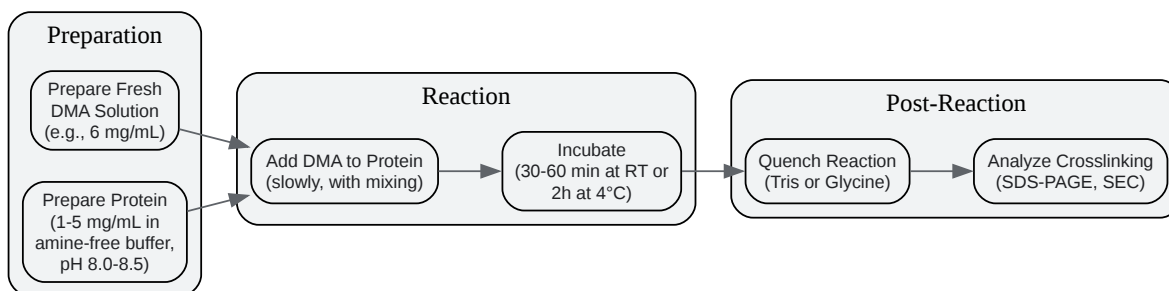 Preparation
Prepare Fresh
DMA Solution
(e.g., 6 mg/mL)
Prepare Protein
(1-5 mg/mL in
amine-free buffer,
pH 8.0-8.5)
Reaction
Add DMA to Protein
(slowly, with mixing)
Incubate
(30-60 min at RT or
2h at 4°C)
Post-Reaction
Quench Reaction
(Tris or Glycine)
Analyze Crosslinking
(SDS-PAGE, SEC)